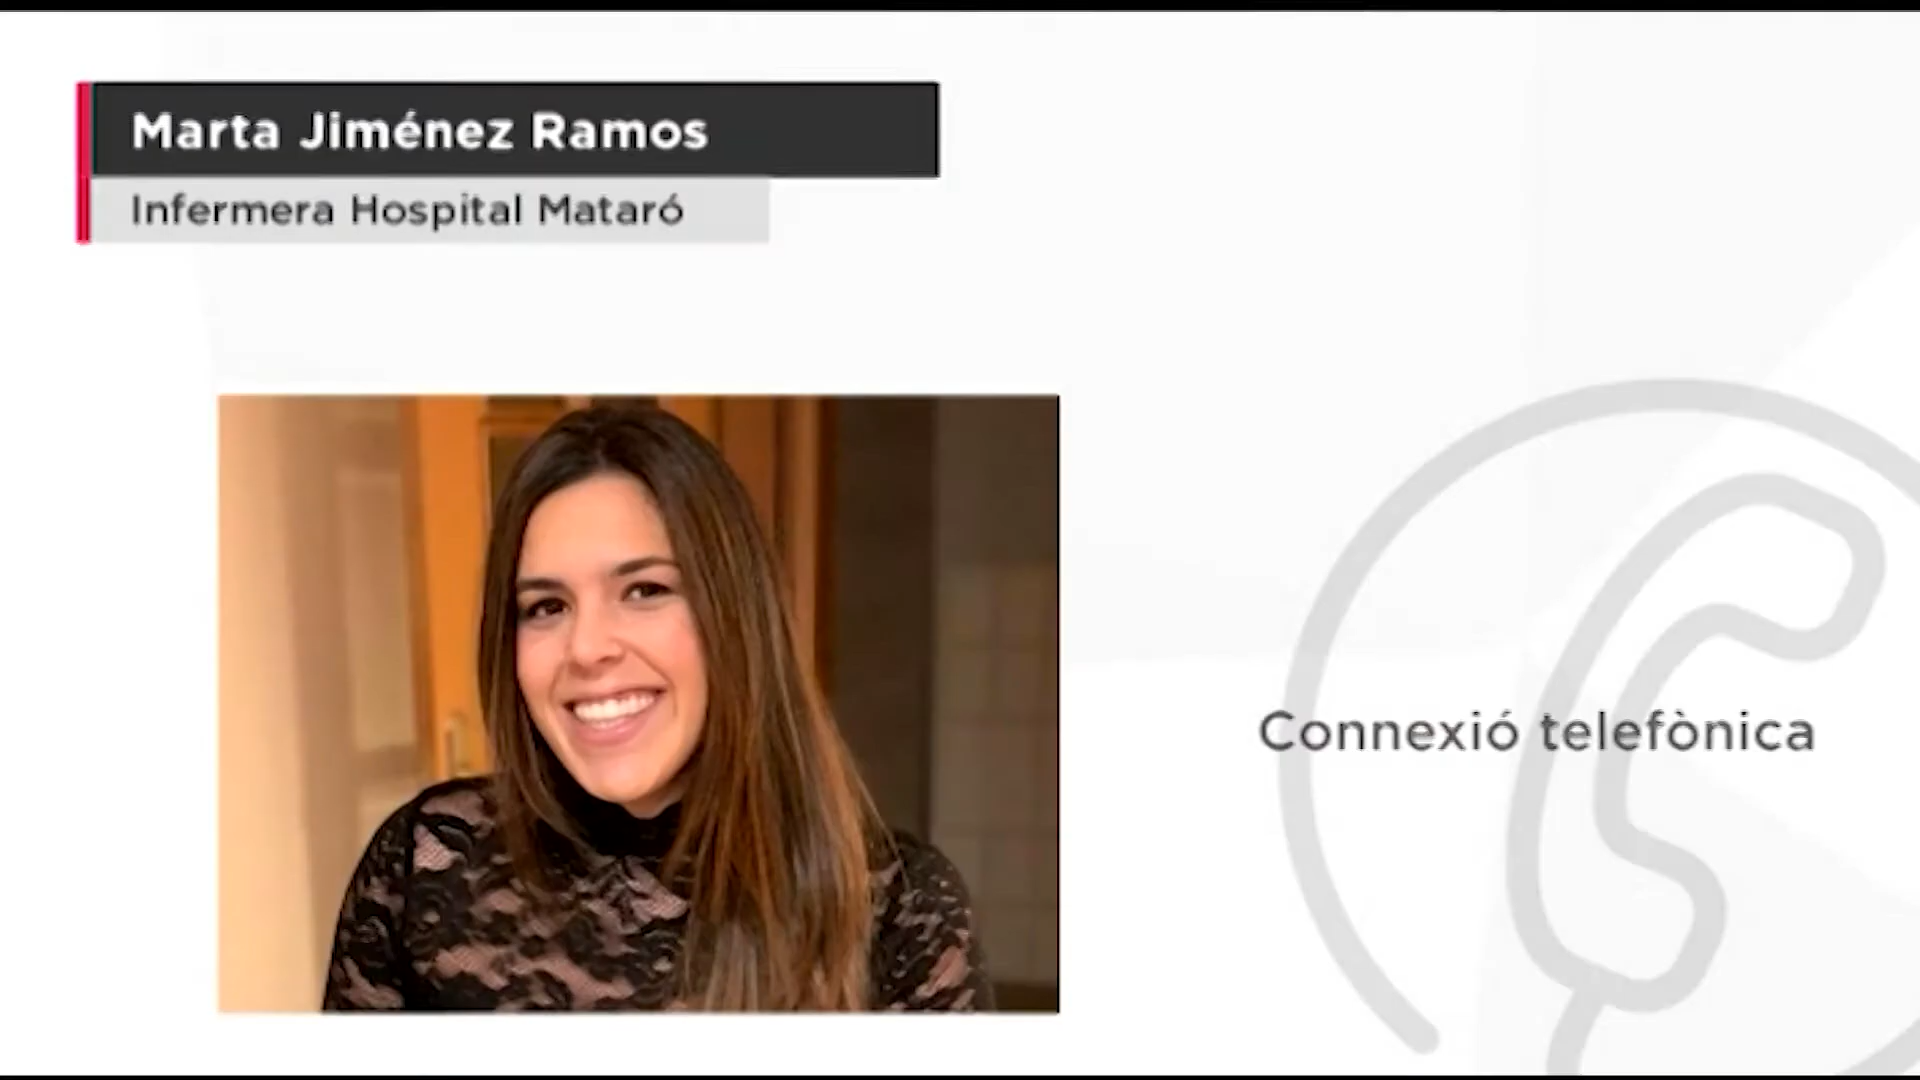 Marta Jiménez Ramos
Infermera Hospital Mataró
Connexió telefònica